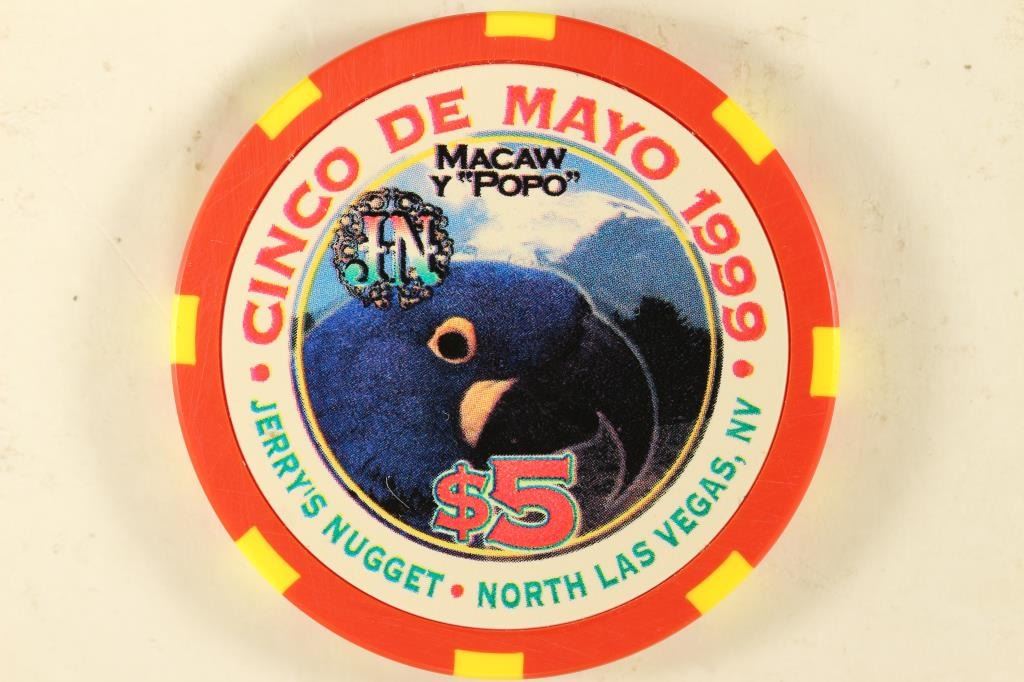 CINCO DE MAYO 1999
MACAW
Y "POPO"
JN
$5
JERRY'S NUGGET • NORTH LAS VEGAS, NV